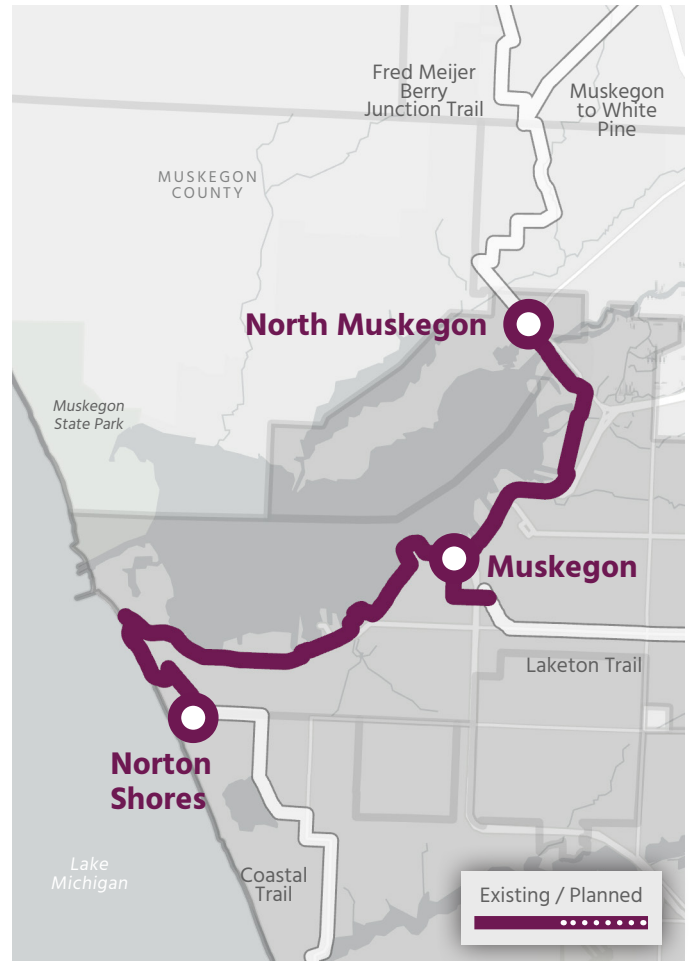 Fred Meijer
Berry
Junction Trail
Muskegon
to White
Pine
MUSKEGON
COUNTY
North Muskegon
Muskegon
State Park
Muskegon
Laketon Trail
Norton
Shores
Lake
Michigan
Coastal
Trail
Existing / Planned